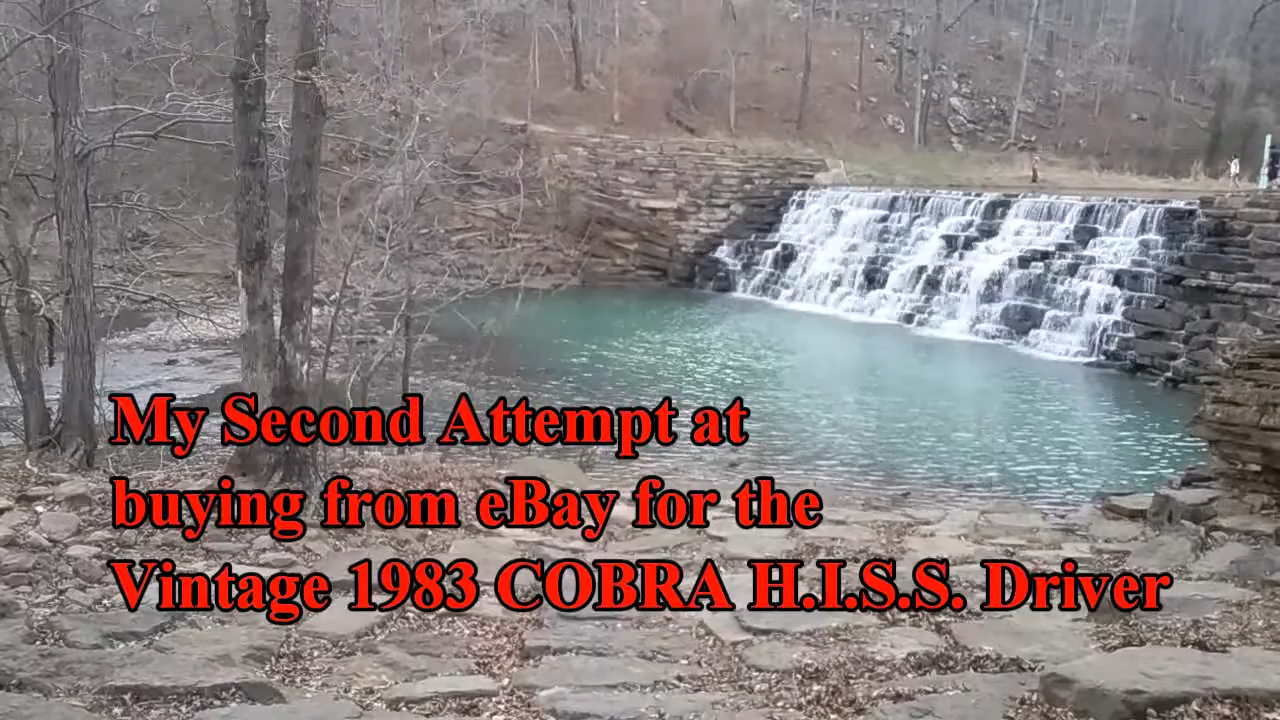 My Second Attempt at
buying from eBay for the
Vintage 1983 COBRA H.I.S.S. Driver